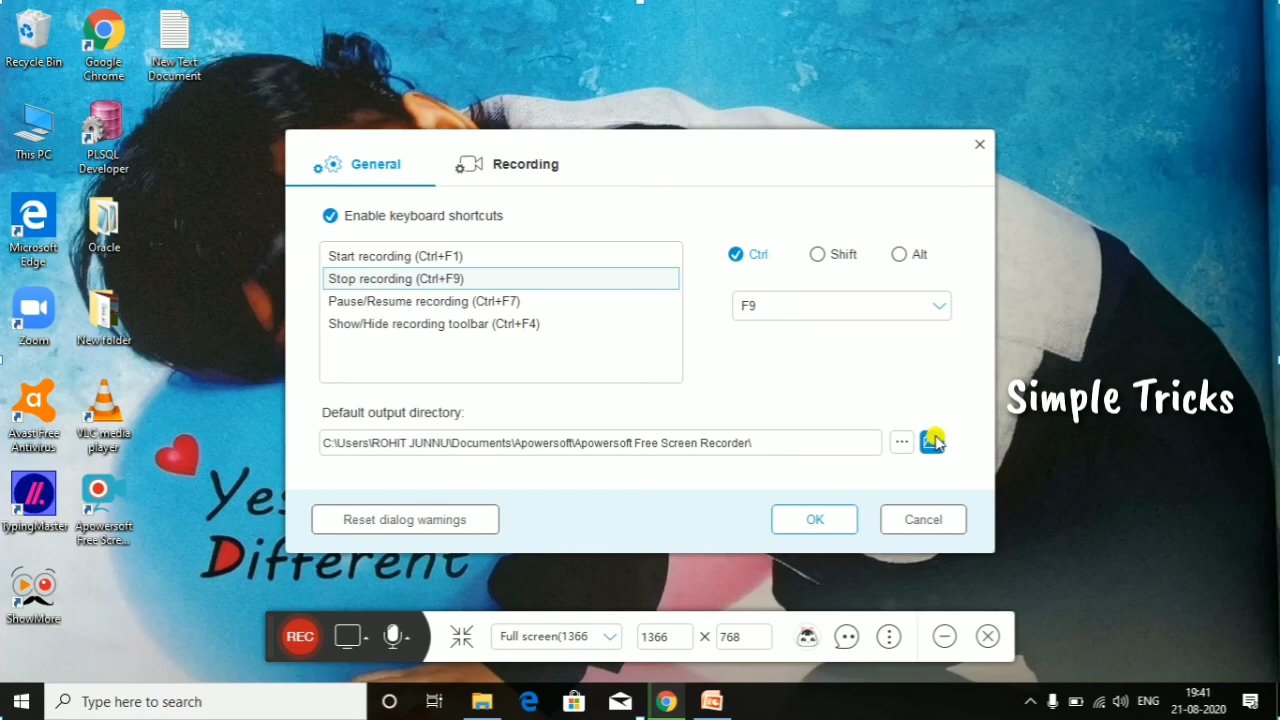 Recycle Bin
Google
Chrome
New Text
Document
This PC
PLSQL
Developer
Microsoft
Edge
Oracle
Zoom
New folder
Avast Free
Antivirus
VLC media
player
TypingMaster
Apowersoft
Free Scre...
ShowMore
General
Recording
Enable keyboard shortcuts
Start recording (Ctrl+F1)
Stop recording (Ctrl+F9)
Pause/Resume recording (Ctrl+F7)
Show/Hide recording toolbar (Ctrl+F4)
Ctrl
Shift
Alt
F9
Default output directory:
C:\Users\ROHIT JUNNU\Documents\Apowersoft\Apowersoft Free Screen Recorder\
Reset dialog warnings
OK
Cancel
Simple Tricks
Different
REC
Full screen(1366
1366
X
768
Type here to search
ENG
19:41
21-08-2020